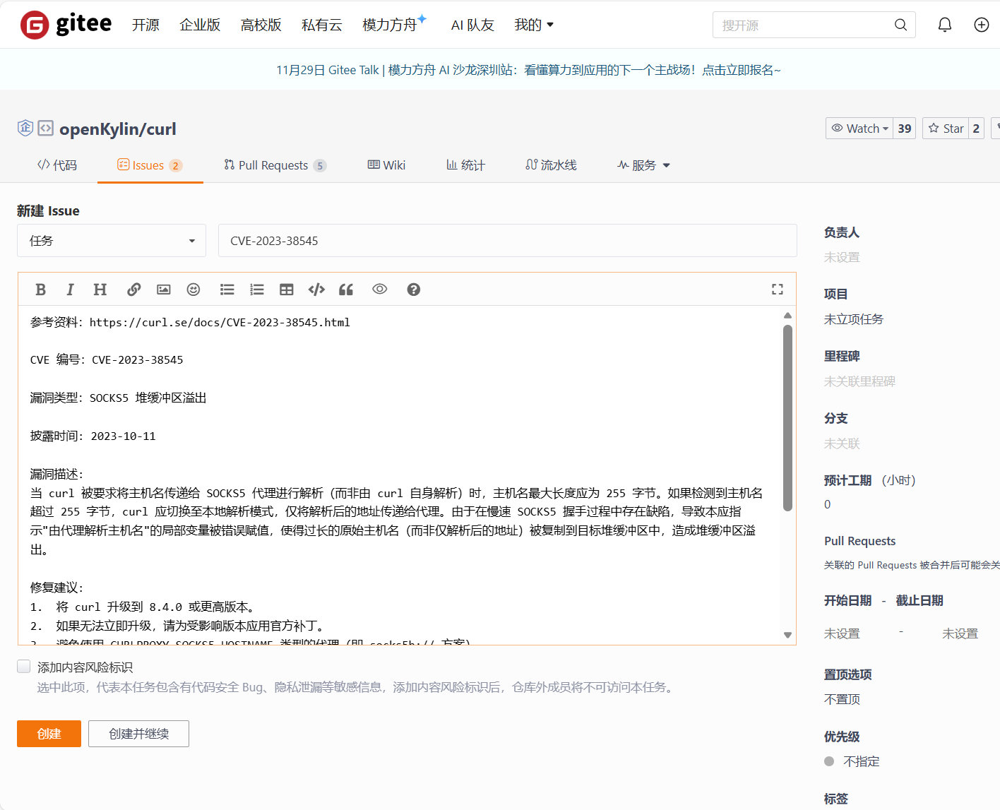 gitee 开源 企业版 高校版 私有云 模力方舟 AI 队友 我的 搜开源
11月29日 Gitee Talk | 模力方舟 AI 沙龙深圳站：看懂算力到应用的下一个主战场！点击立即报名~
企 openKylin/curl Watch 39 Star 2
代码 Issues 2 Pull Requests 5 Wiki 统计 流水线 服务
新建 Issue
任务 CVE-2023-38545
B I H
参考资料：https://curl.se/docs/CVE-2023-38545.html
CVE 编号：CVE-2023-38545
漏洞类型：SOCKS5 堆缓冲区溢出
披露时间：2023-10-11
漏洞描述：
当 curl 被要求将主机名传递给 SOCKS5 代理进行解析（而非由 curl 自身解析）时，主机名最大长度应为 255 字节。如果检测到主机名
超过 255 字节，curl 应切换至本地解析模式，仅将解析后的地址传递给代理。由于在慢速 SOCKS5 握手过程中存在缺陷，导致本应指
示"由代理解析主机名"的局部变量被错误赋值，使得过长的原始主机名（而非仅解析后的地址）被复制到目标堆缓冲区中，造成堆缓冲区溢
出。
修复建议：
1. 将 curl 升级到 8.4.0 或更高版本。
2. 如果无法立即升级，请为受影响版本应用官方补丁。
3. 避免使用 CURLPROXY_SOCKS5_HOSTNAME 类型的代理（即 socks5h:// 方案）
添加内容风险标识
选中此项，代表本任务包含有代码安全 Bug、隐私泄漏等敏感信息，添加内容风险标识后，仓库外成员将不可访问本任务。
创建 创建并继续
负责人
未设置
项目
未立项任务
里程碑
未关联里程碑
分支
未关联
预计工期 （小时）
0
Pull Requests
关联的 Pull Requests 被合并后可能会关
开始日期 - 截止日期
未设置 - 未设置
置顶选项
不置顶
优先级
不指定
标签